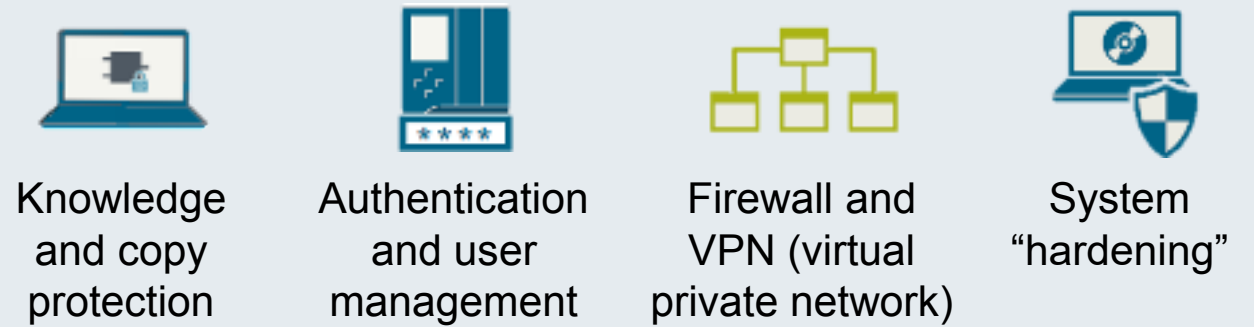 ****
Knowledge
and copy
protection
Authentication
and user
management
Firewall and
VPN (virtual
private network)
System
“hardening”